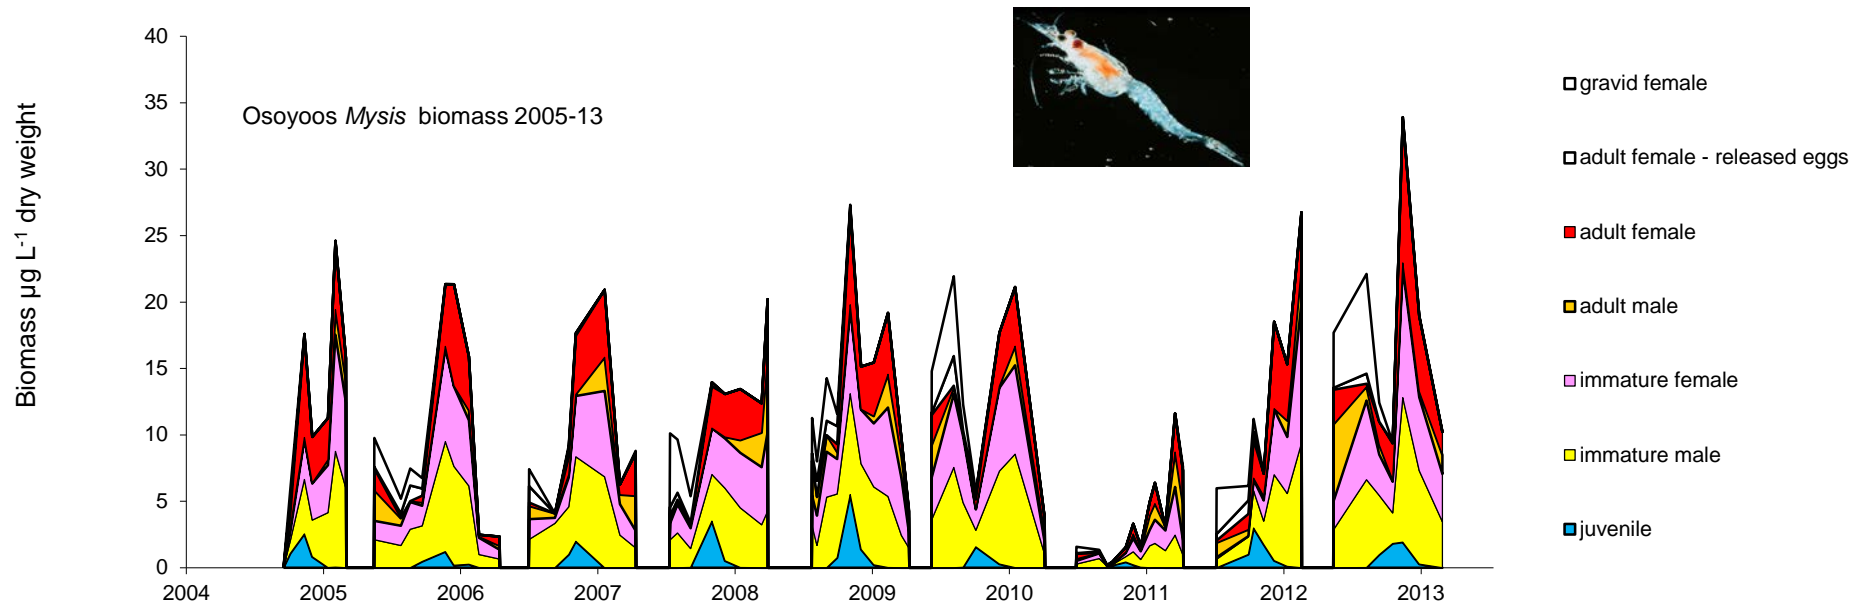 Biomass µg L-1 dry weight
40
35
30
25
20
15
10
5
0
Osoyoos Mysis biomass 2005-13
2004 2005 2006 2007 2008 2009 2010 2011 2012 2013
gravid female
adult female - released eggs
adult female
adult male
immature female
immature male
juvenile